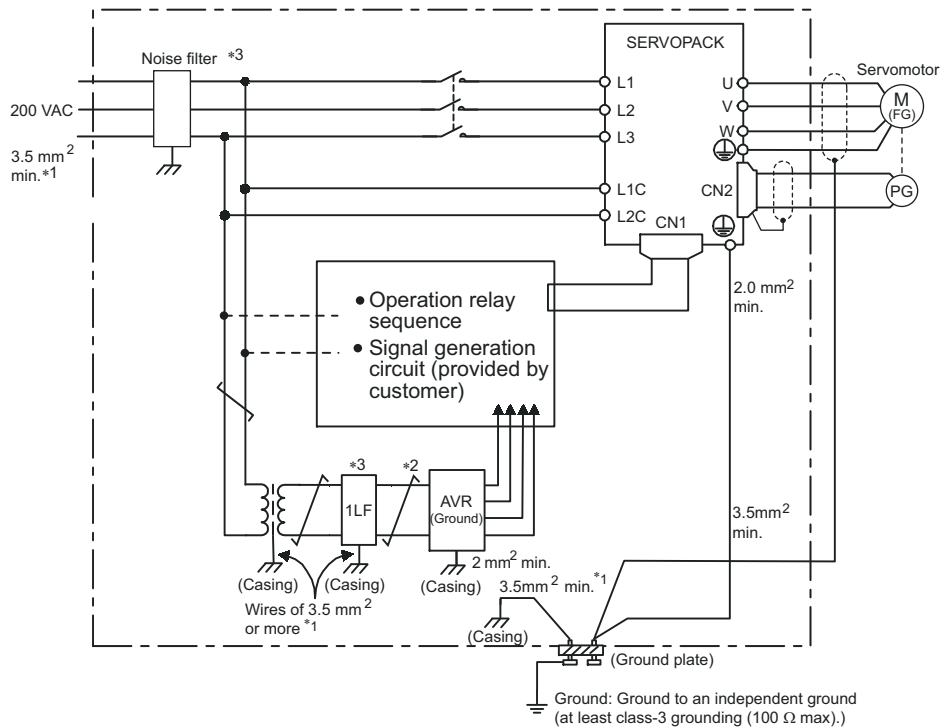 SERVOPACK
Noise filter *3
Servomotor
L1
U
M
(FG)
200 VAC
L2
V
L3
W
3.5 mm2
min.*1
L1C
CN2
PG
L2C
CN1
2.0 mm2
min.
• Operation relay
sequence
• Signal generation
circuit (provided by
customer)
*3
*2
1LF
AVR
(Ground)
3.5mm2
min.
2 mm2 min.
(Casing)
(Casing)
(Casing)
3.5mm2 min.*1
Wires of 3.5 mm2
or more *1
(Casing)
(Ground plate)
Ground: Ground to an independent ground
(at least class-3 grounding (100 Ω max).)